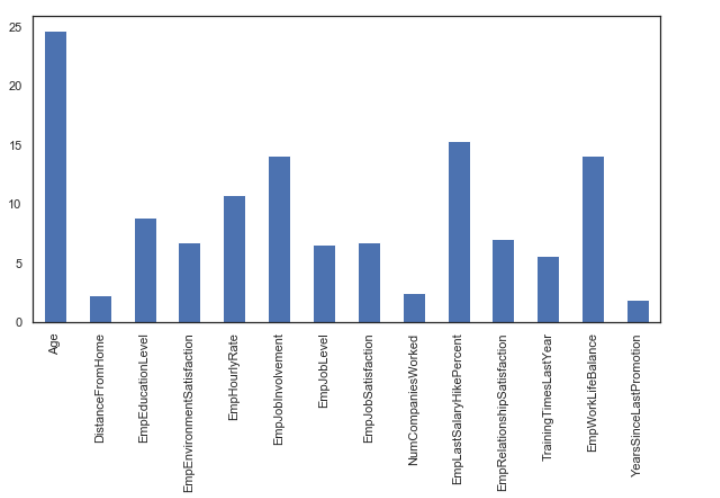 25
20
15
10
5
0
Age
DistanceFromHome
EmpEducationLevel
EmpEnvironmentSatisfaction
EmpHourlyRate
EmpJobInvolvement
EmpJobLevel
EmpJobSatisfaction
NumCompaniesWorked
EmpLastSalaryHikePercent
EmpRelationshipSatisfaction
TrainingTimesLastYear
EmpWorkLifeBalance
YearsSinceLastPromotion